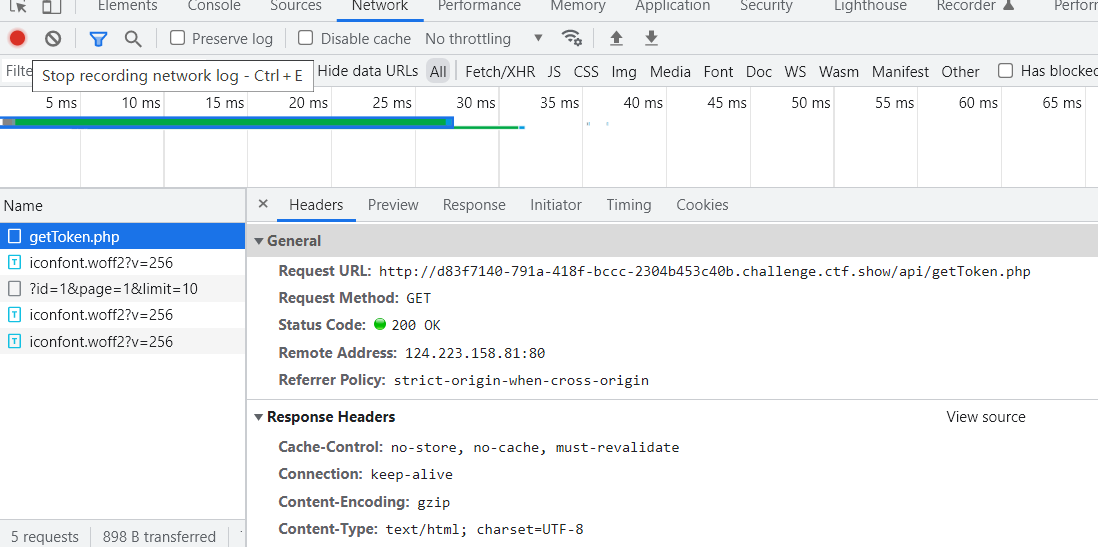 Elements Console Sources Network Performance Memory Application Security Lighthouse Recorder Perforr
Preserve log Disable cache No throttling
Filte Hide data URLs All Fetch/XHR JS CSS Img Media Font Doc WS Wasm Manifest Other Has blocked
Stop recording network log - Ctrl + E
5 ms 10 ms 15 ms 20 ms 25 ms 30 ms 35 ms 40 ms 45 ms 50 ms 55 ms 60 ms 65 ms
Name
× Headers Preview Response Initiator Timing Cookies
getToken.php
iconfont.woff2?v=256
?id=1&page=1&limit=10
iconfont.woff2?v=256
iconfont.woff2?v=256
General
Request URL: http://d83f7140-791a-418f-bccc-2304b453c40b.challenge.ctf.show/api/getToken.php
Request Method: GET
Status Code: 200 OK
Remote Address: 124.223.158.81:80
Referrer Policy: strict-origin-when-cross-origin
Response Headers View source
Cache-Control: no-store, no-cache, must-revalidate
Connection: keep-alive
Content-Encoding: gzip
Content-Type: text/html; charset=UTF-8
5 requests 898 B transferred